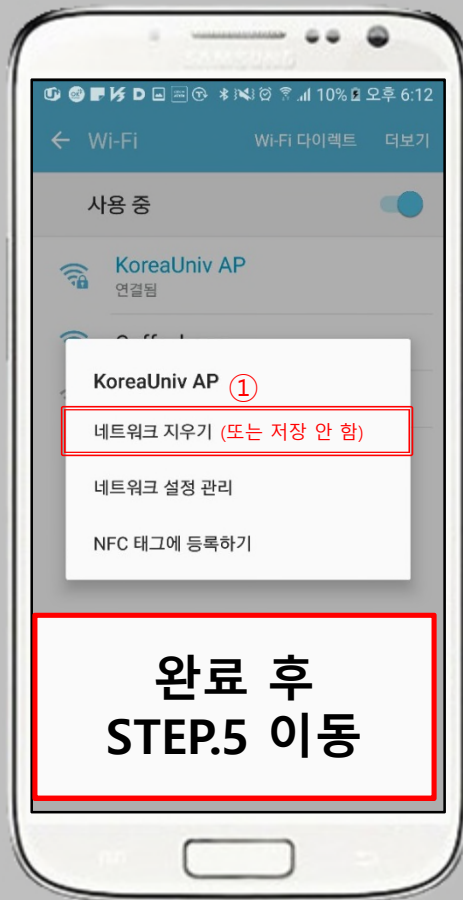 SAMSUNG
10% 오후 6:12
Wi-Fi Wi-Fi 다이렉트 더보기
사용 중
KoreaUniv AP
연결됨
KoreaUniv AP ①
네트워크 지우기 (또는 저장 안 함)
네트워크 설정 관리
NFC 태그에 등록하기
완료 후
STEP.5 이동